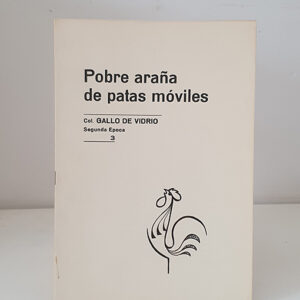 Pobre araña
de patas móviles
Col. GALLO DE VIDRIO
Segunda Epoca
3